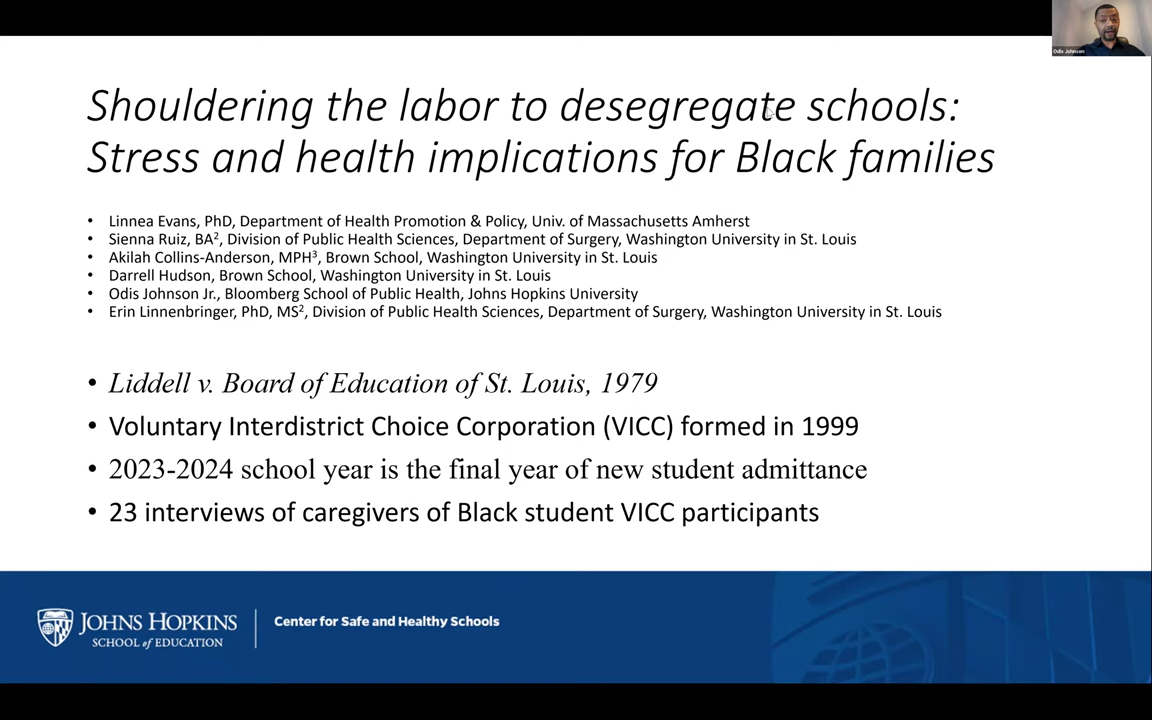 Odis Johnson
Shouldering the labor to desegregate schools:
Stress and health implications for Black families
• Linnea Evans, PhD, Department of Health Promotion & Policy, Univ. of Massachusetts Amherst
• Sienna Ruiz, BA², Division of Public Health Sciences, Department of Surgery, Washington University in St. Louis
• Akilah Collins-Anderson, MPH³, Brown School, Washington University in St. Louis
• Darrell Hudson, Brown School, Washington University in St. Louis
• Odis Johnson Jr., Bloomberg School of Public Health, Johns Hopkins University
• Erin Linnenbringer, PhD, MS², Division of Public Health Sciences, Department of Surgery, Washington University in St. Louis
• Liddell v. Board of Education of St. Louis, 1979
• Voluntary Interdistrict Choice Corporation (VICC) formed in 1999
• 2023-2024 school year is the final year of new student admittance
• 23 interviews of caregivers of Black student VICC participants
JOHNS HOPKINS
SCHOOL of EDUCATION
Center for Safe and Healthy Schools